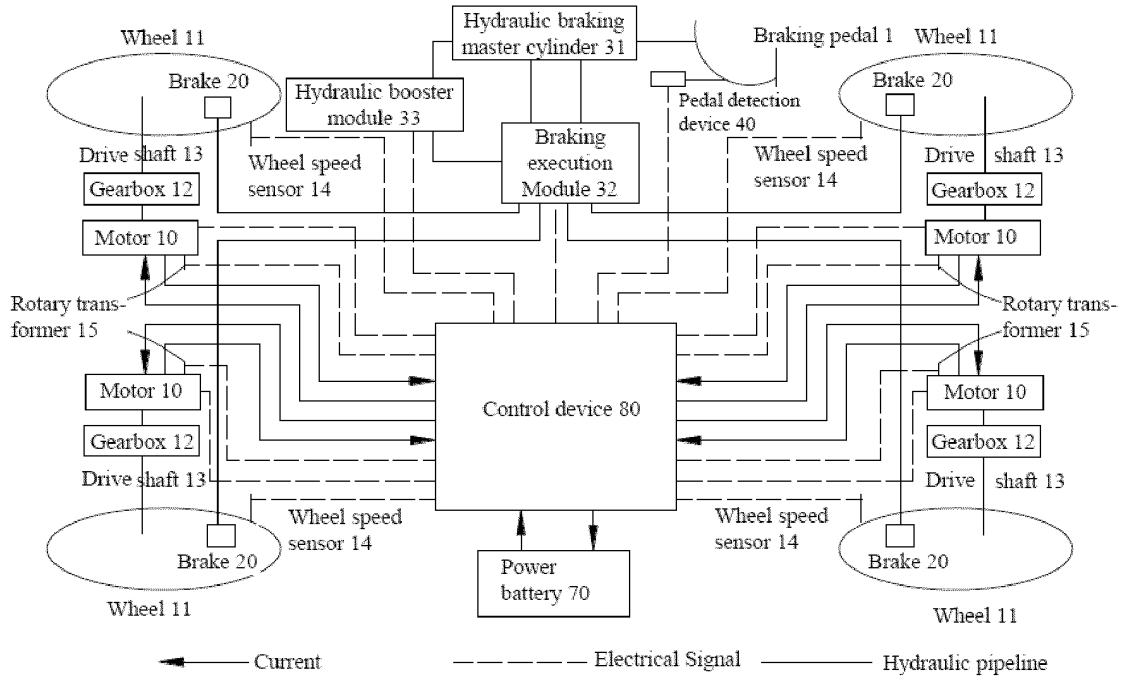 Hydraulic braking
master cylinder 31
Braking pedal 1
Wheel 11
Wheel 11
Brake 20
Hydraulic booster
module 33
Pedal detection
device 40
Brake 20
Braking
execution
Module 32
Drive shaft 13
Wheel speed
sensor 14
Wheel speed
sensor 14
Drive shaft 13
Gearbox 12
Gearbox 12
Motor 10
Motor 10
Rotary trans-
former 15
Rotary trans-
former 15
Motor 10
Control device 80
Motor 10
Gearbox 12
Gearbox 12
Drive shaft 13
Drive shaft 13
Wheel speed
sensor 14
Wheel speed
sensor 14
Brake 20
Brake 20
Power
battery 70
Wheel 11
Wheel 11
Current
Electrical Signal
Hydraulic pipeline